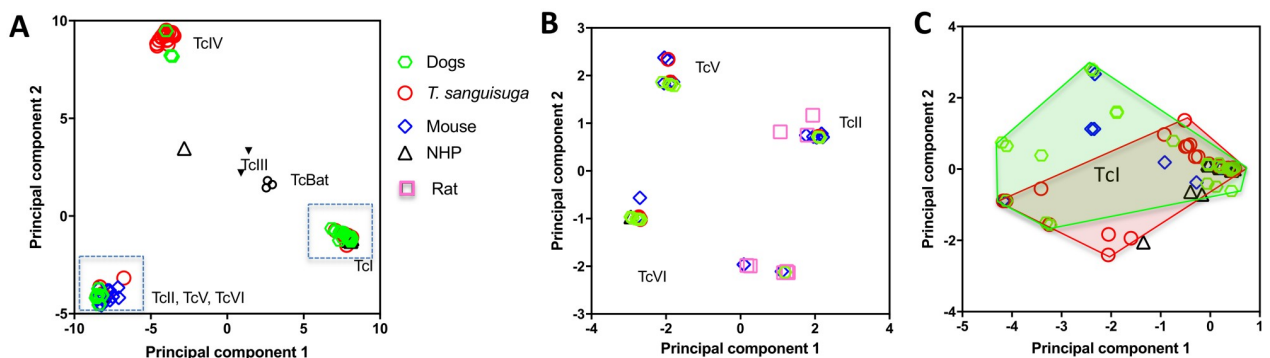 A
Principal component 2
10
5
0
-5
-10
-5
0
5
10
Principal component 1
TcIV
TcIII
TcBat
TcI
TcII, TcV, TcVI
Dogs
T. sanguisuga
Mouse
NHP
Rat
B
Principal component 2
3
2
1
0
-1
-2
-3
-4
-2
0
2
4
Principal component 1
TcV
TcII
TcVI
C
Principal component 2
4
2
0
-2
-4
-5
-4
-3
-2
-1
0
1
Principal component 1
TcI